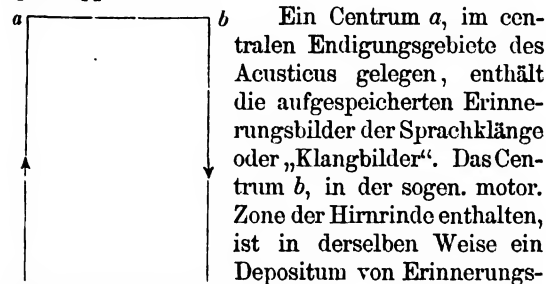 a b Ein Centrum a, im cen-
tralen Endigungsgebiete des
Acusticus gelegen, enthält
die aufgespeicherten Erinne-
rungsbilder der Sprachklänge
oder „Klangbilder“. Das Cen-
trum b, in der sogen. motor.
Zone der Hirnrinde enthalten,
ist in derselben Weise ein
Depositum von Erinnerungs-